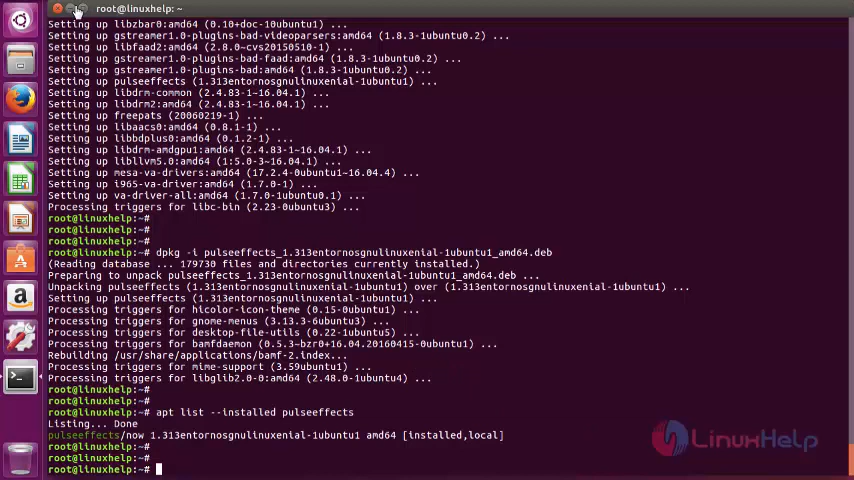 root@linuxhelp: ~
Setting up libzbar0:amd64 (0.10+doc-10ubuntu1) ...
Setting up gstreamer1.0-plugins-bad-videoparsers:amd64 (1.8.3-1ubuntu0.2) ...
Setting up libfaad2:amd64 (2.8.0~cvs20150510-1) ...
Setting up gstreamer1.0-plugins-bad-faad:amd64 (1.8.3-1ubuntu0.2) ...
Setting up gstreamer1.0-plugins-bad:amd64 (1.8.3-1ubuntu0.2) ...
Setting up pulseeffects (1.313entornosgnulinuxenial-1ubuntu1) ...
Setting up libdrm-common (2.4.83-1~16.04.1) ...
Setting up libdrm2:amd64 (2.4.83-1~16.04.1) ...
Setting up freepats (20060219-1) ...
Setting up libaacs0:amd64 (0.8.1-1) ...
Setting up libbdplus0:amd64 (0.1.2-1) ...
Setting up libdrm-amdgpu1:amd64 (2.4.83-1~16.04.1) ...
Setting up libllvm5.0:amd64 (1:5.0-3~16.04.1) ...
Setting up mesa-va-drivers:amd64 (17.2.4-0ubuntu1~16.04.4) ...
Setting up i965-va-driver:amd64 (1.7.0-1) ...
Setting up va-driver-all:amd64 (1.7.0-1ubuntu0.1) ...
Processing triggers for libc-bin (2.23-0ubuntu3) ...
root@linuxhelp:~#
root@linuxhelp:~#
root@linuxhelp:~#
root@linuxhelp:~# dpkg -i pulseeffects_1.313entornosgnulinuxenial-1ubuntu1_amd64.deb
(Reading database ... 179730 files and directories currently installed.)
Preparing to unpack pulseeffects_1.313entornosgnulinuxenial-1ubuntu1_amd64.deb ...
Unpacking pulseeffects (1.313entornosgnulinuxenial-1ubuntu1) over (1.313entornosgnulinuxenial-1ubuntu1) ...
Setting up pulseeffects (1.313entornosgnulinuxenial-1ubuntu1) ...
Processing triggers for hicolor-icon-theme (0.15-0ubuntu1) ...
Processing triggers for gnome-menus (3.13.3-6ubuntu3) ...
Processing triggers for desktop-file-utils (0.22-1ubuntu5) ...
Processing triggers for bamfdaemon (0.5.3~bzr0+16.04.20160415-0ubuntu1) ...
Rebuilding /usr/share/applications/bamf-2.index...
Processing triggers for mime-support (3.59ubuntu1) ...
Processing triggers for libglib2.0-0:amd64 (2.48.0-1ubuntu4) ...
root@linuxhelp:~#
root@linuxhelp:~#
root@linuxhelp:~# apt list --installed pulseeffects
Listing... Done
pulseeffects/now 1.313entornosgnulinuxenial-1ubuntu1 amd64 [installed,local]
root@linuxhelp:~#
root@linuxhelp:~#
root@linuxhelp:~#
LinuxHelp